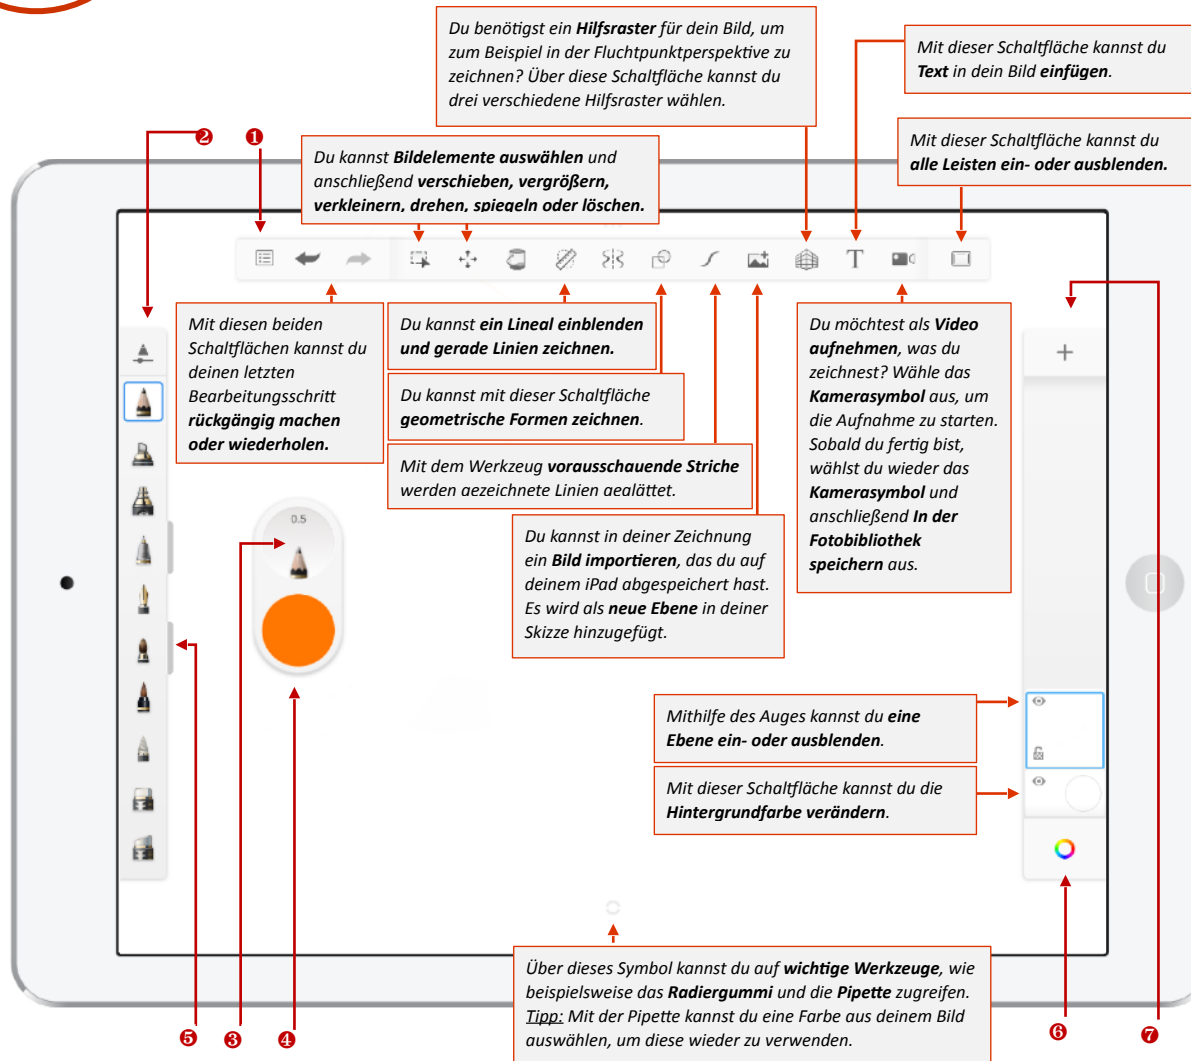 Du benötigst ein Hilfsraster für dein Bild, um
zum Beispiel in der Fluchtpunktperspektive zu
zeichnen? Über diese Schaltfläche kannst du
drei verschiedene Hilfsraster wählen.
Mit dieser Schaltfläche kannst du
Text in dein Bild einfügen.
❷
❶
Du kannst Bildelemente auswählen und
anschließend verschieben, vergrößern,
verkleinern, drehen, spiegeln oder löschen.
Mit dieser Schaltfläche kannst du
alle Leisten ein- oder ausblenden.
T
Mit diesen beiden
Schaltflächen kannst du
deinen letzten
Bearbeitungsschritt
rückgängig machen
oder wiederholen.
Du kannst ein Lineal einblenden
und gerade Linien zeichnen.
Du kannst mit dieser Schaltfläche
geometrische Formen zeichnen.
Mit dem Werkzeug vorausschauende Striche
werden gezeichnete Linien geglättet.
Du möchtest als Video
aufnehmen, was du
zeichnest? Wähle das
Kamerasymbol aus, um
die Aufnahme zu starten.
Sobald du fertig bist,
wählst du wieder das
Kamerasymbol und
anschließend In der
Fotobibliothek
speichern aus.
0.5
Du kannst in deiner Zeichnung
ein Bild importieren, das du auf
deinem iPad abgespeichert hast.
Es wird als neue Ebene in deiner
Skizze hinzugefügt.
Mithilfe des Auges kannst du eine
Ebene ein- oder ausblenden.
Mit dieser Schaltfläche kannst du die
Hintergrundfarbe verändern.
Über dieses Symbol kannst du auf wichtige Werkzeuge, wie
beispielsweise das Radiergummi und die Pipette zugreifen.
Tipp: Mit der Pipette kannst du eine Farbe aus deinem Bild
auswählen, um diese wieder zu verwenden.
❺
❸
❹
❻
❼